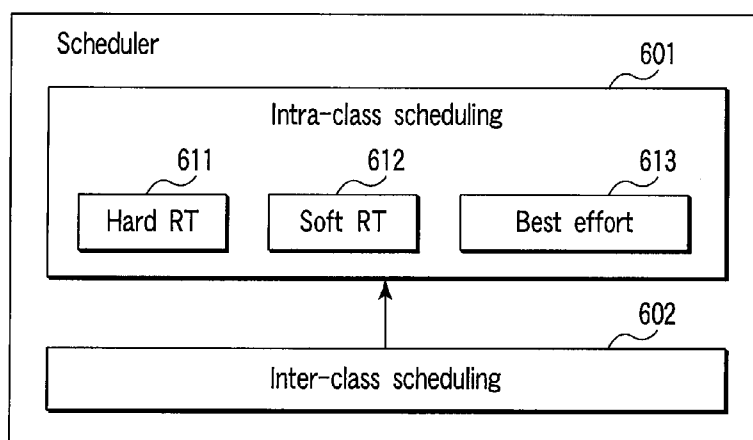 Scheduler
601
Intra-class scheduling
611
612
613
Hard RT
Soft RT
Best effort
602
Inter-class scheduling